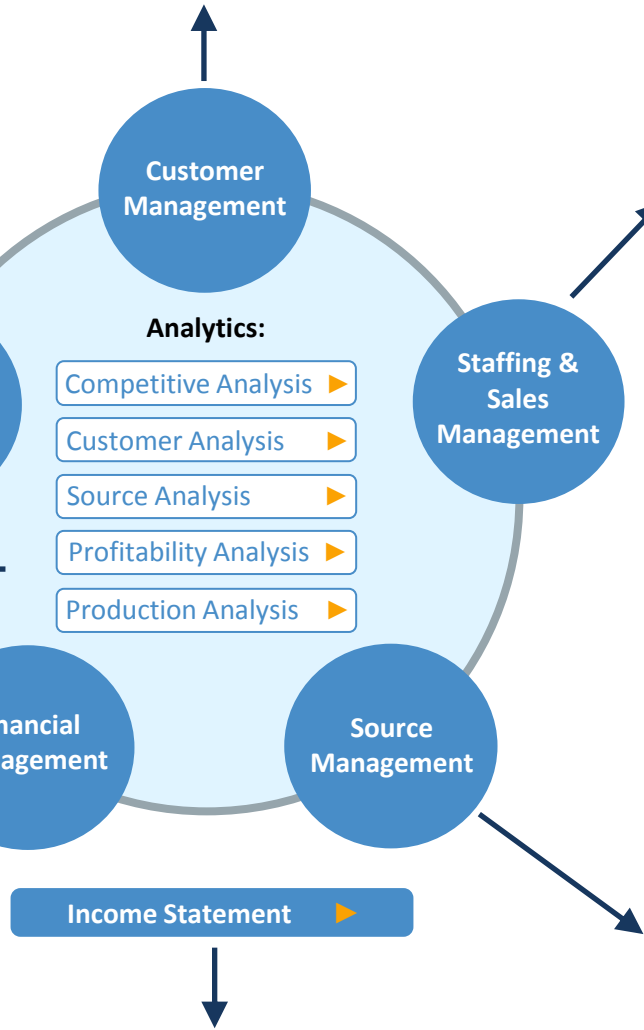 Customer
Management
Analytics:
Competitive Analysis
Staffing &
Sales
Management
Customer Analysis
Source Analysis
Profitability Analysis
Production Analysis
Source
Management
Income Statement